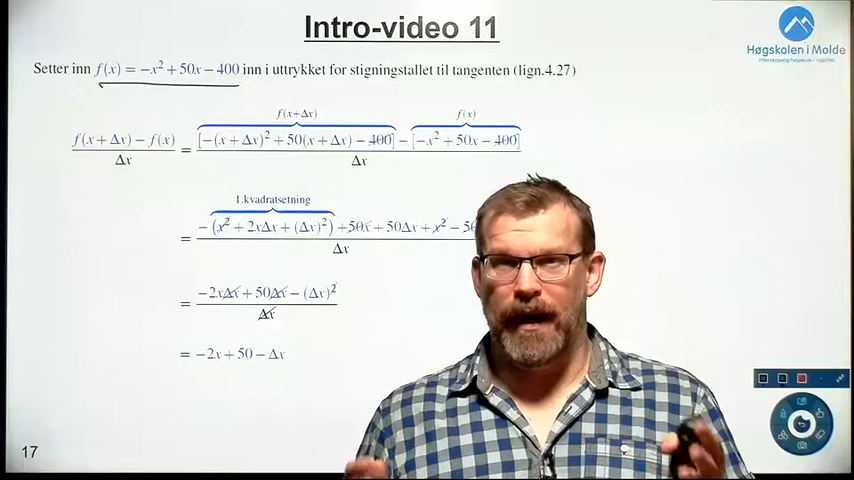 Intro-video 11
Høgskolen i Molde
Setter inn f(x) = −x² + 50x − 400 inn i uttrykket for stigningstallet til tangenten (lign.4.27)
f(x+Δx) f(x)
f(x+Δx) − f(x) / Δx = [−(x+Δx)² + 50(x+Δx) − 400] − [−x² + 50x − 400] / Δx
1.kvadratsetning
= −(x² + 2xΔx + (Δx)²) + 50x + 50Δx + x² − / Δx
= −2xΔx + 50Δx − (Δx)² / Δx
= −2x + 50 − Δx
17